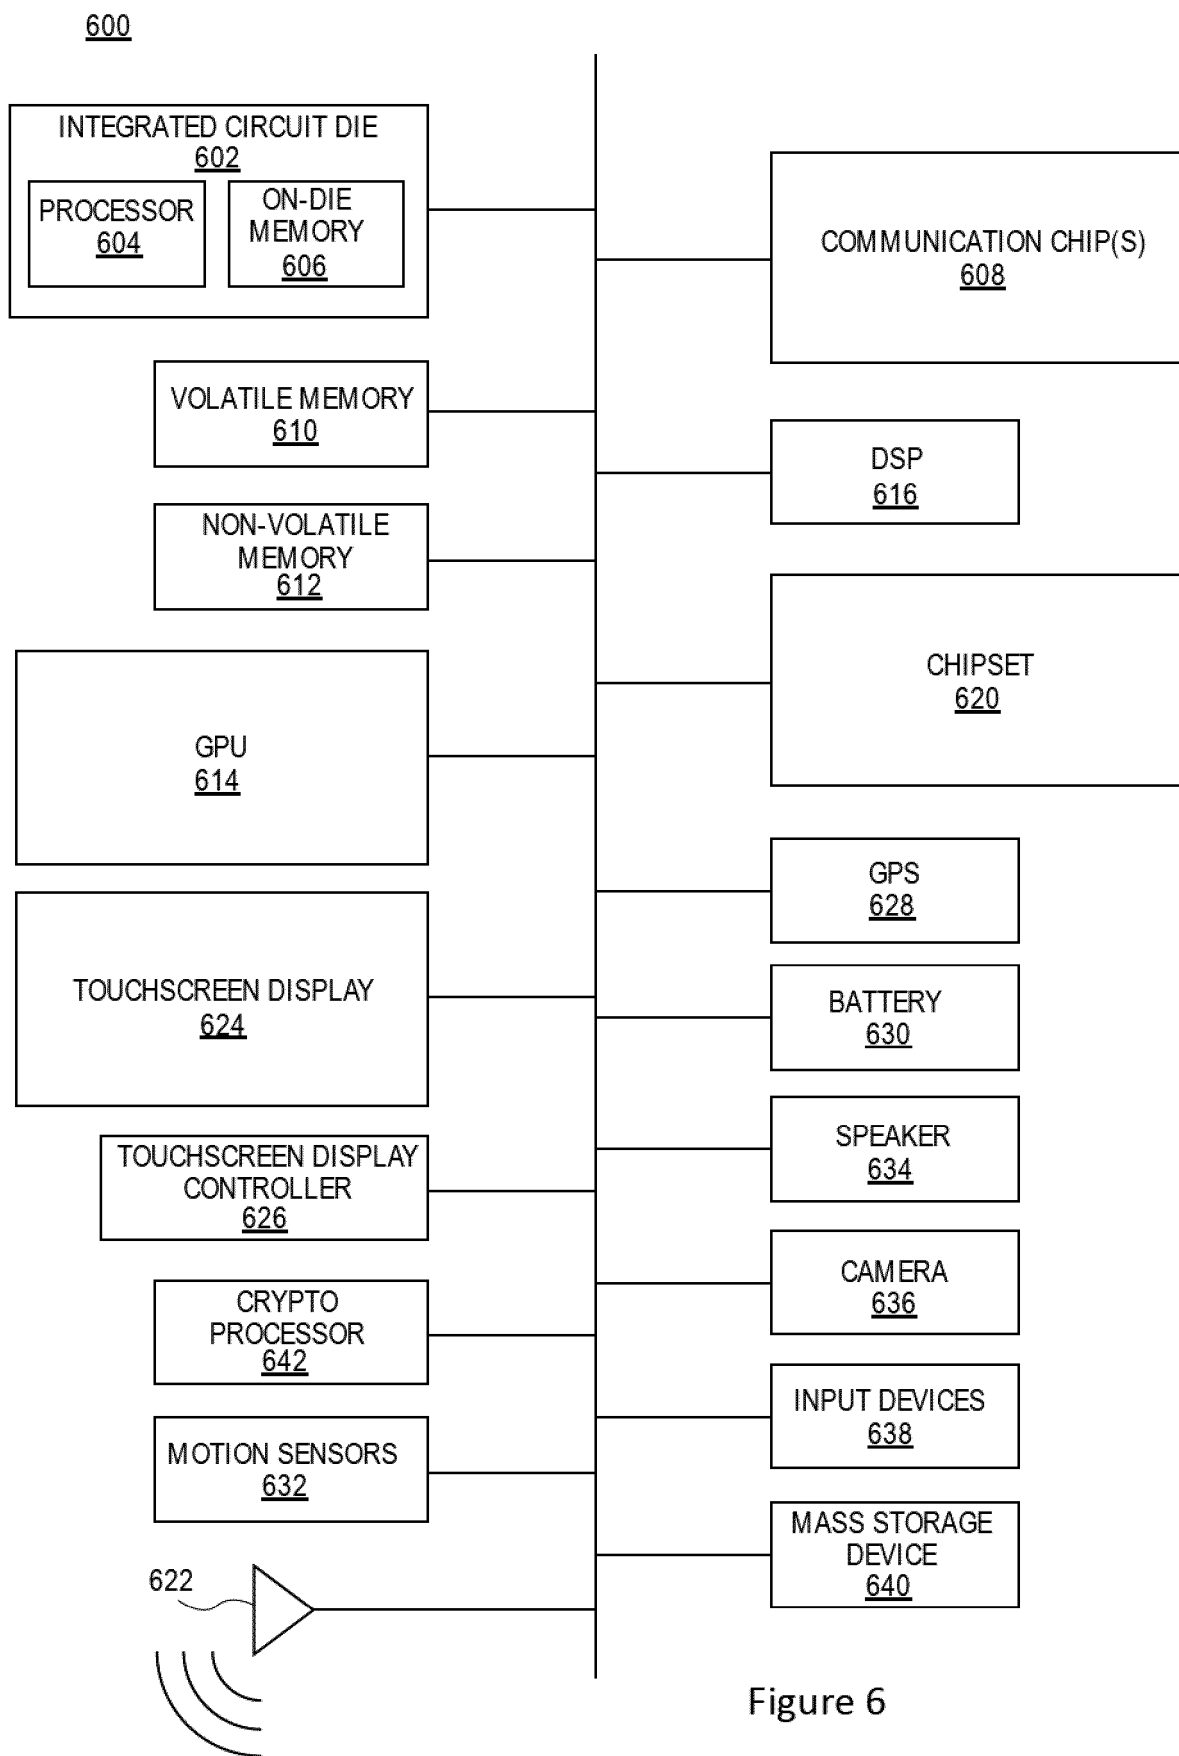 600
INTEGRATED CIRCUIT DIE
602
PROCESSOR
604
ON-DIE
MEMORY
606
VOLATILE MEMORY
610
NON-VOLATILE
MEMORY
612
GPU
614
TOUCHSCREEN DISPLAY
624
TOUCHSCREEN DISPLAY
CONTROLLER
626
CRYPTO
PROCESSOR
642
MOTION SENSORS
632
622
COMMUNICATION CHIP(S)
608
DSP
616
CHIPSET
620
GPS
628
BATTERY
630
SPEAKER
634
CAMERA
636
INPUT DEVICES
638
MASS STORAGE
DEVICE
640
Figure 6